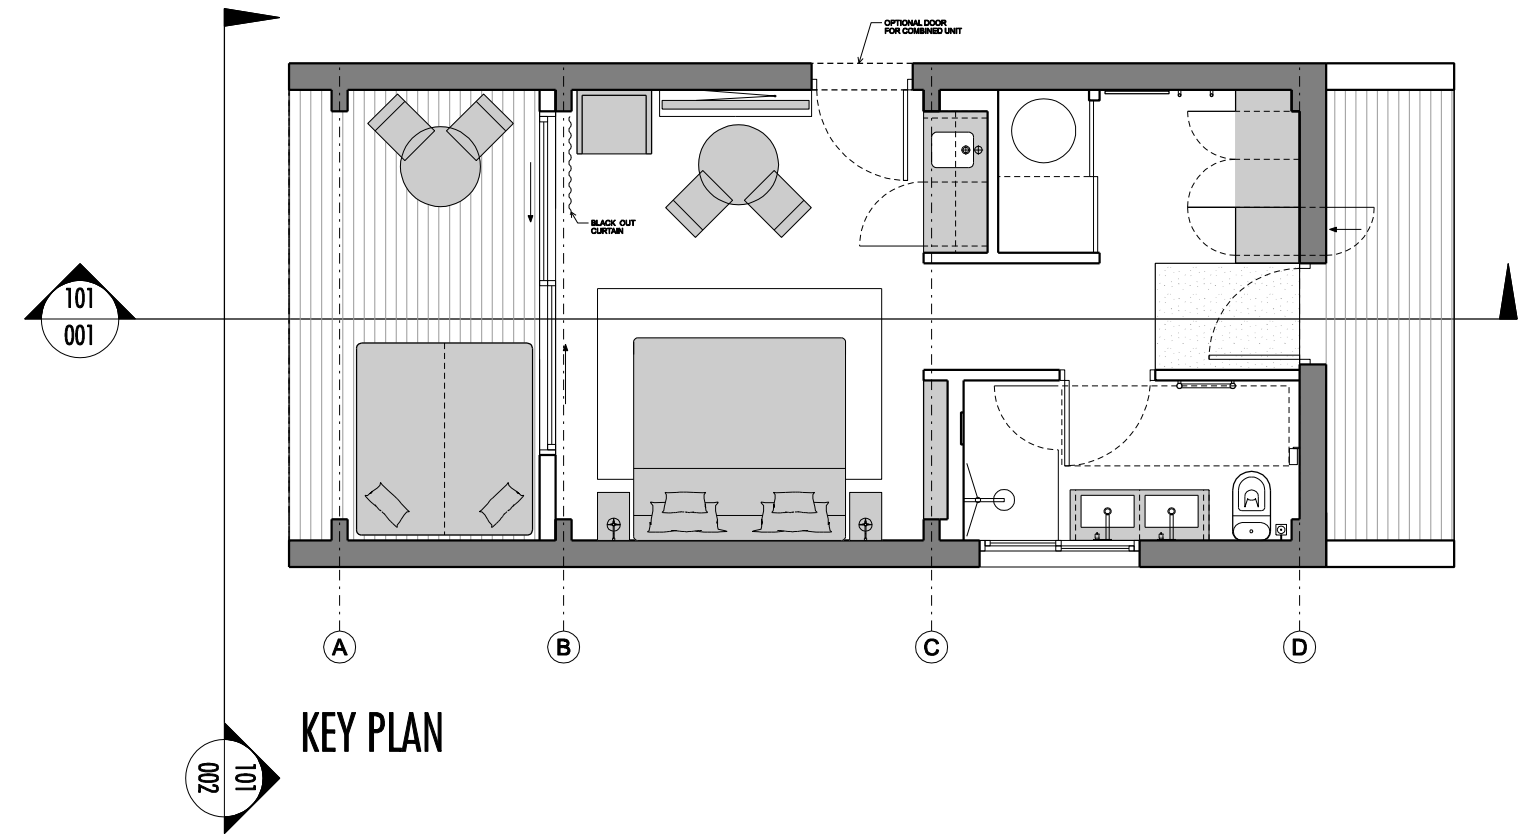 OPTIONAL DOOR
FOR COMBINED UNIT
BLACK OUT
CURTAIN
101
001
A
B
C
D
KEY PLAN
101
002